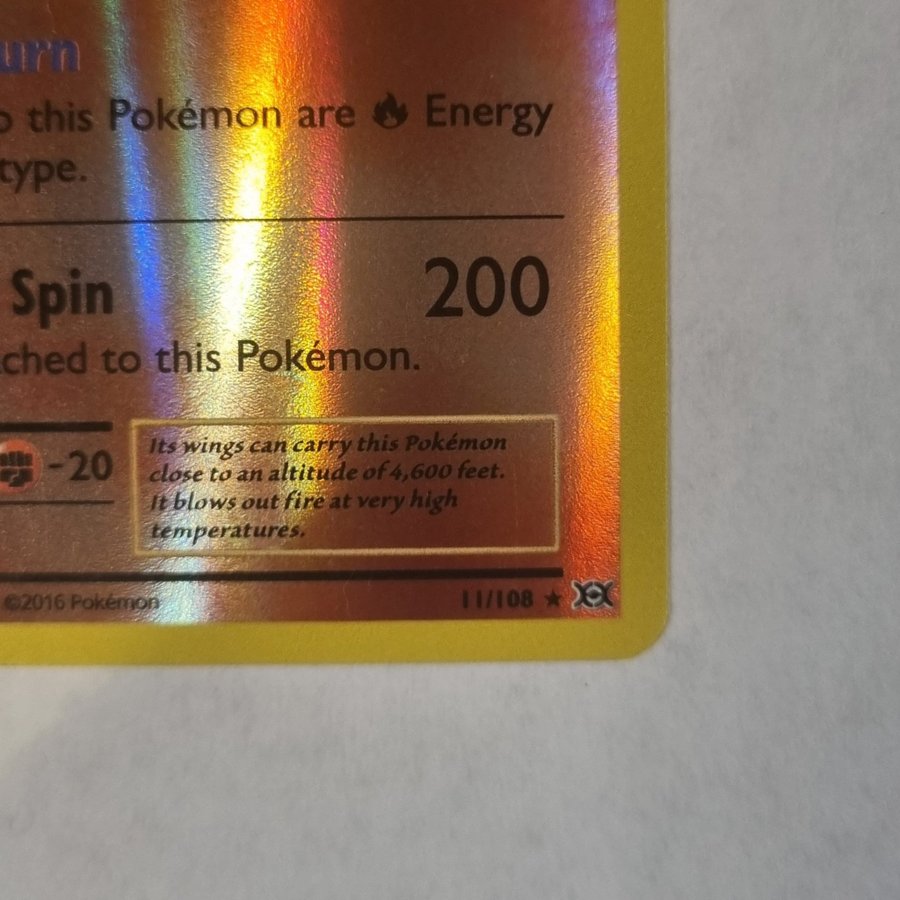 urn
o this Pokémon are Energy
type.
Spin 200
ched to this Pokémon.
-20
Its wings can carry this Pokémon
close to an altitude of 4,600 feet.
It blows out fire at very high
temperatures.
©2016 Pokémon 11/108